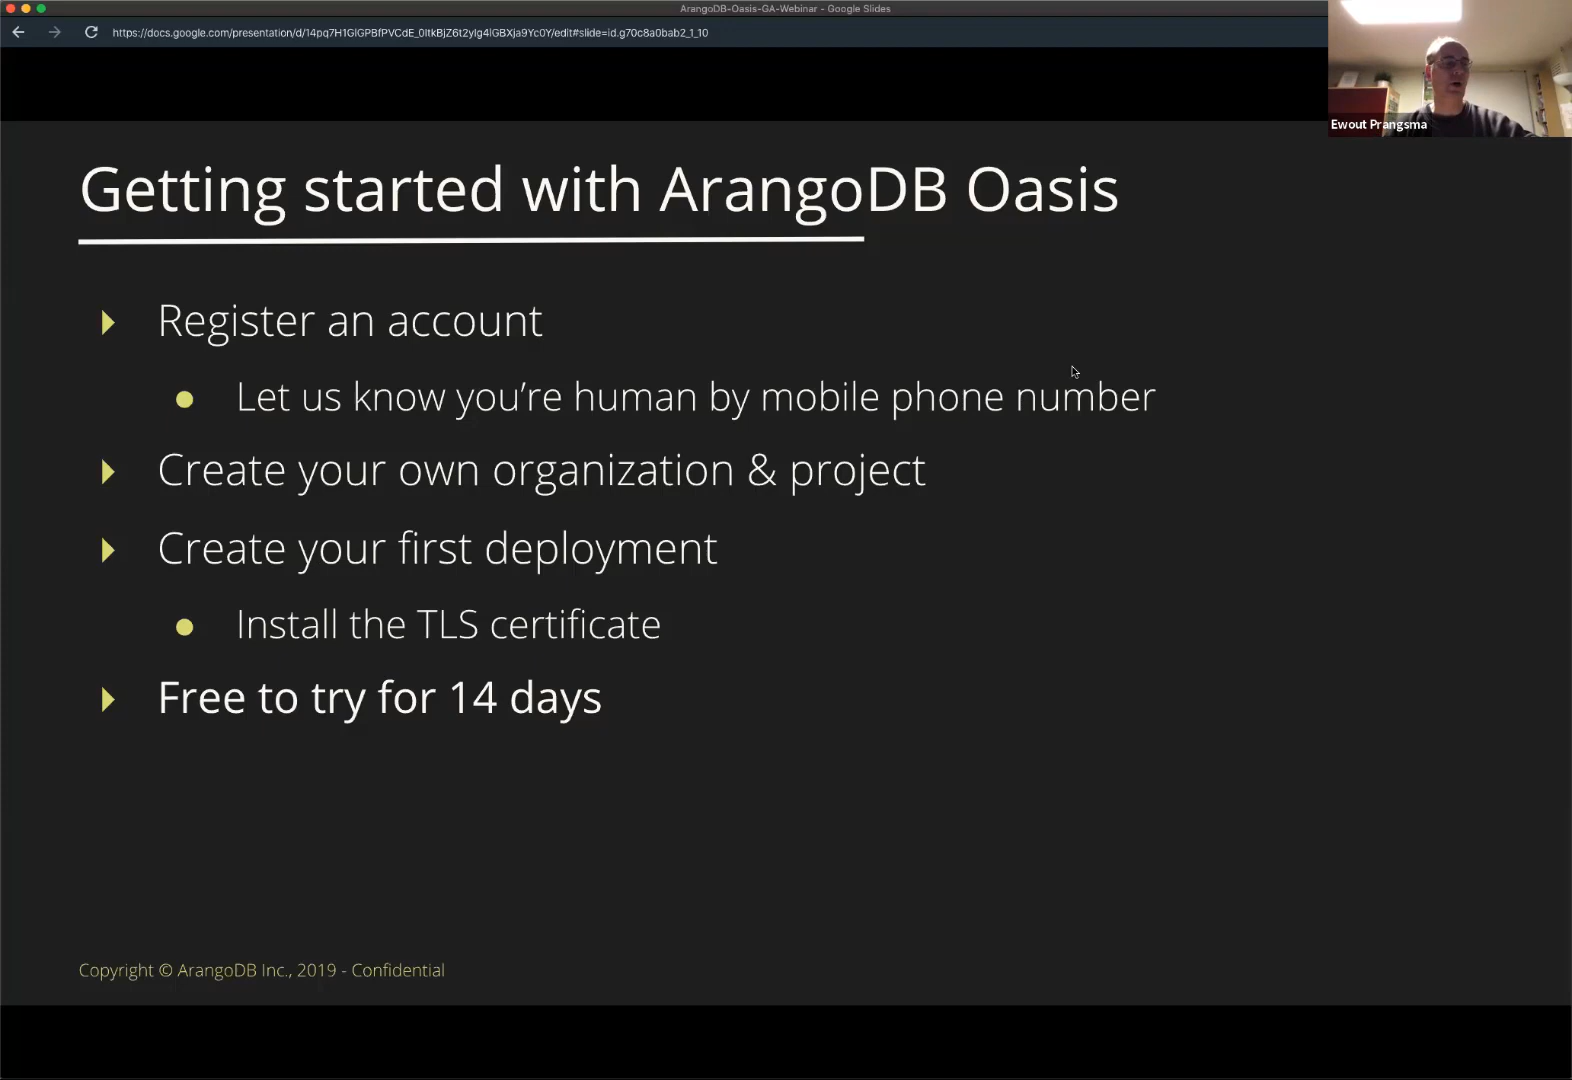 ArangoDB-Oasis-GA-Webinar - Google Slides
https://docs.google.com/presentation/d/14pq7H1GlGPBfPVCdE_0ltkBjZ6t2yIg4lGBXja9Yc0Y/edit#slide=id.g70c8a0bab2_1_10
Ewout Prangsma
Getting started with ArangoDB Oasis
Register an account
Let us know you’re human by mobile phone number
Create your own organization & project
Create your first deployment
Install the TLS certificate
Free to try for 14 days
Copyright © ArangoDB Inc., 2019 - Confidential